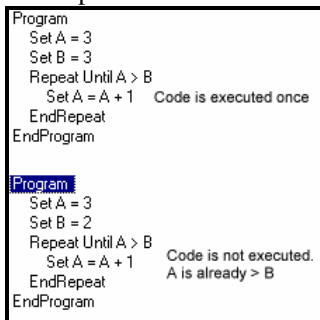 Program
Set A = 3
Set B = 3
Repeat Until A > B
Set A = A + 1 Code is executed once
EndRepeat
EndProgram
Program
Set A = 3
Set B = 2
Repeat Until A > B
Set A = A + 1 Code is not executed.
EndRepeat A is already > B
EndProgram